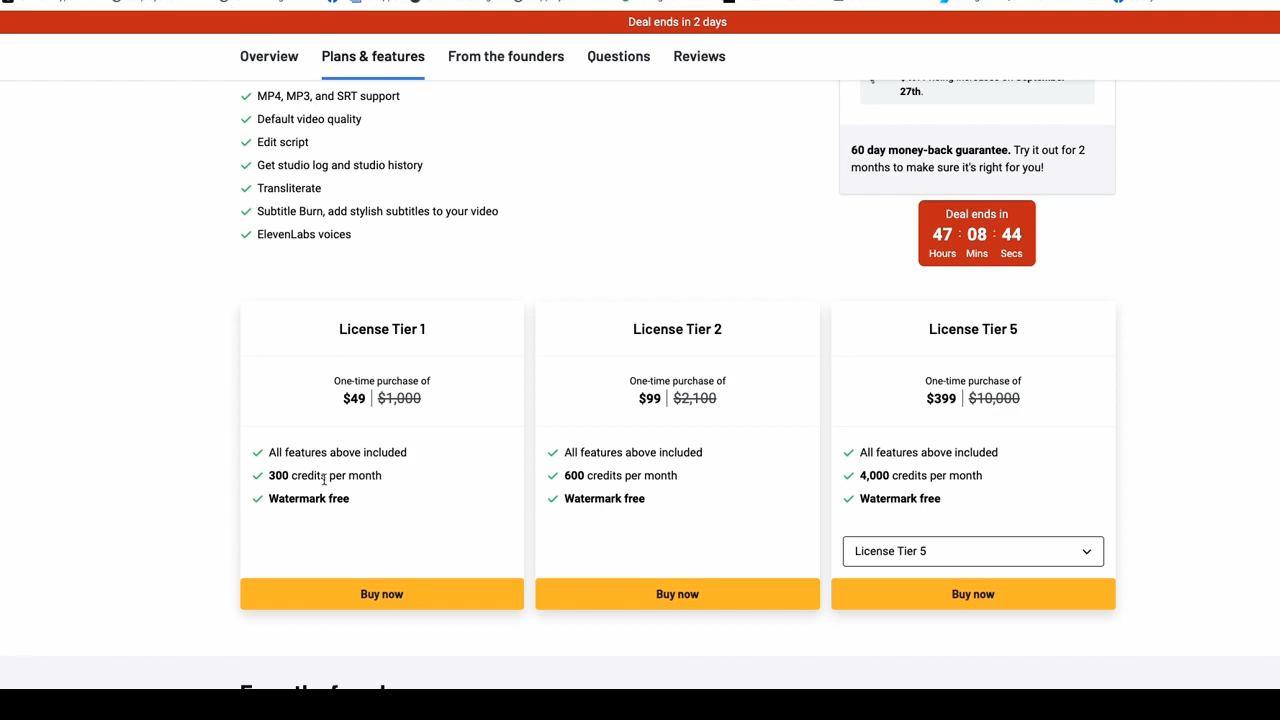 Deal ends in 2 days
Overview
Plans & features
From the founders
Questions
Reviews
MP4, MP3, and SRT support
Default video quality
Edit script
Get studio log and studio history
Transliterate
Subtitle Burn, add stylish subtitles to your video
ElevenLabs voices
27th.
60 day money-back guarantee. Try it out for 2
months to make sure it's right for you!
Deal ends in
47 : 08 : 44
Hours Mins Secs
License Tier 1
One-time purchase of
$49 | $1,000
All features above included
300 credits per month
Watermark free
Buy now
License Tier 2
One-time purchase of
$99 | $2,100
All features above included
600 credits per month
Watermark free
Buy now
License Tier 5
One-time purchase of
$399 | $10,000
All features above included
4,000 credits per month
Watermark free
License Tier 5
Buy now